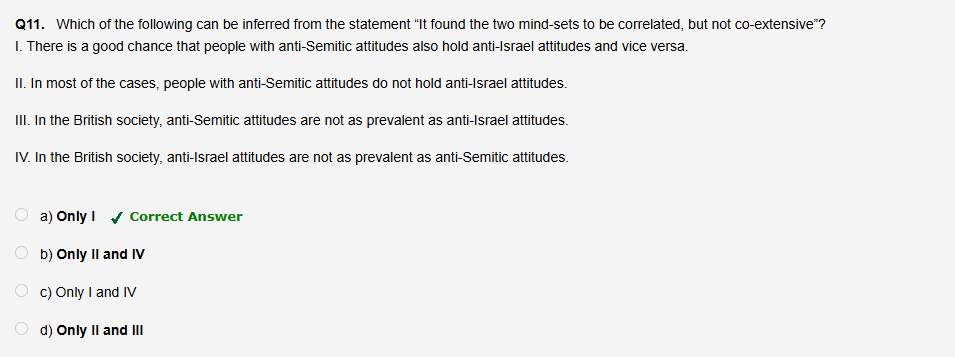 Q11. Which of the following can be inferred from the statement “It found the two mind-sets to be correlated, but not co-extensive”?
I. There is a good chance that people with anti-Semitic attitudes also hold anti-Israel attitudes and vice versa.
II. In most of the cases, people with anti-Semitic attitudes do not hold anti-Israel attitudes.
III. In the British society, anti-Semitic attitudes are not as prevalent as anti-Israel attitudes.
IV. In the British society, anti-Israel attitudes are not as prevalent as anti-Semitic attitudes.
a) Only I ✓ Correct Answer
b) Only II and IV
c) Only I and IV
d) Only II and III